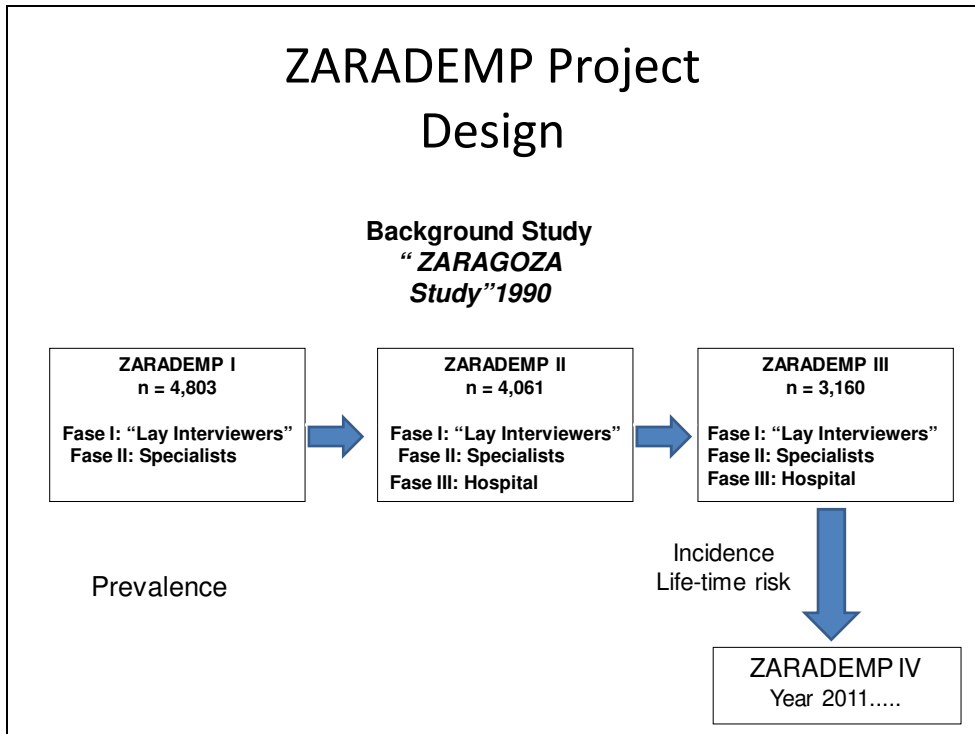 ZARADEMP Project
Design
Background Study
“ ZARAGOZA
Study”1990
ZARADEMP I
n = 4,803
Fase I: “Lay Interviewers”
Fase II: Specialists
ZARADEMP II
n = 4,061
Fase I: “Lay Interviewers”
Fase II: Specialists
Fase III: Hospital
ZARADEMP III
n = 3,160
Fase I: “Lay Interviewers”
Fase II: Specialists
Fase III: Hospital
Prevalence
Incidence
Life-time risk
ZARADEMP IV
Year 2011.....